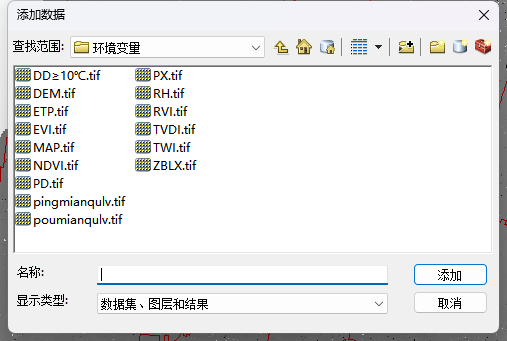 添加数据
查找范围:
环境变量
DD≥10℃.tif
DEM.tif
ETP.tif
EVI.tif
MAP.tif
NDVI.tif
PD.tif
pingmianqulv.tif
poumianqulv.tif
PX.tif
RH.tif
RVI.tif
TVDI.tif
TWI.tif
ZBLX.tif
名称:
添加
显示类型:
数据集、图层和结果
取消